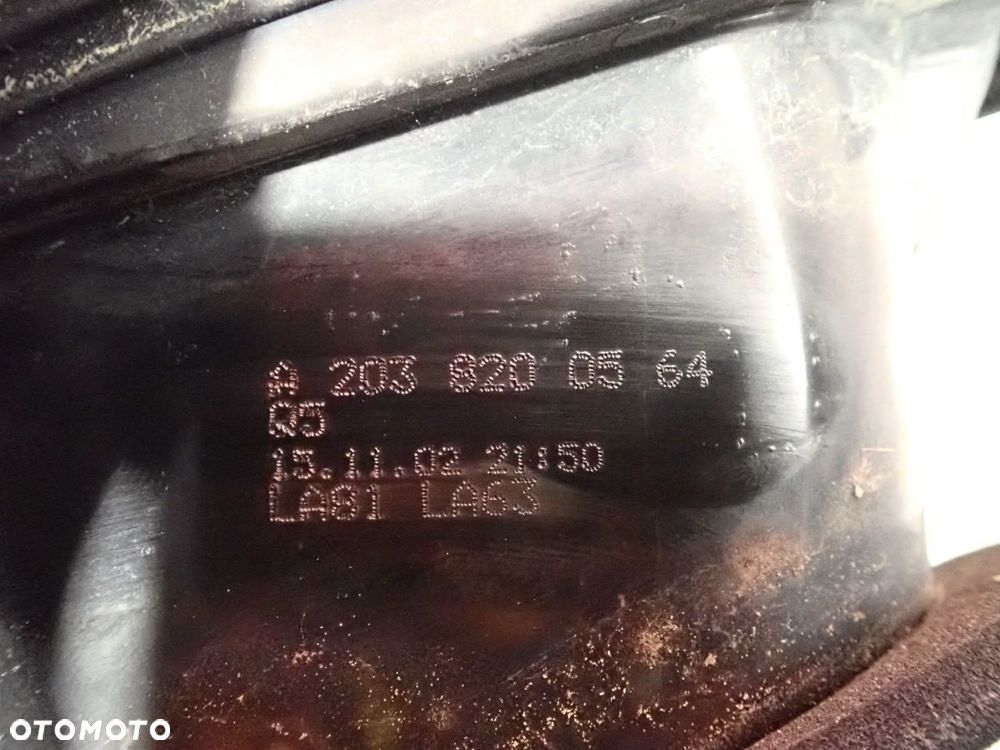 A 203 820 05 64
Q5
15.11.02 21:50
LA81 LA63
OTOMOTO